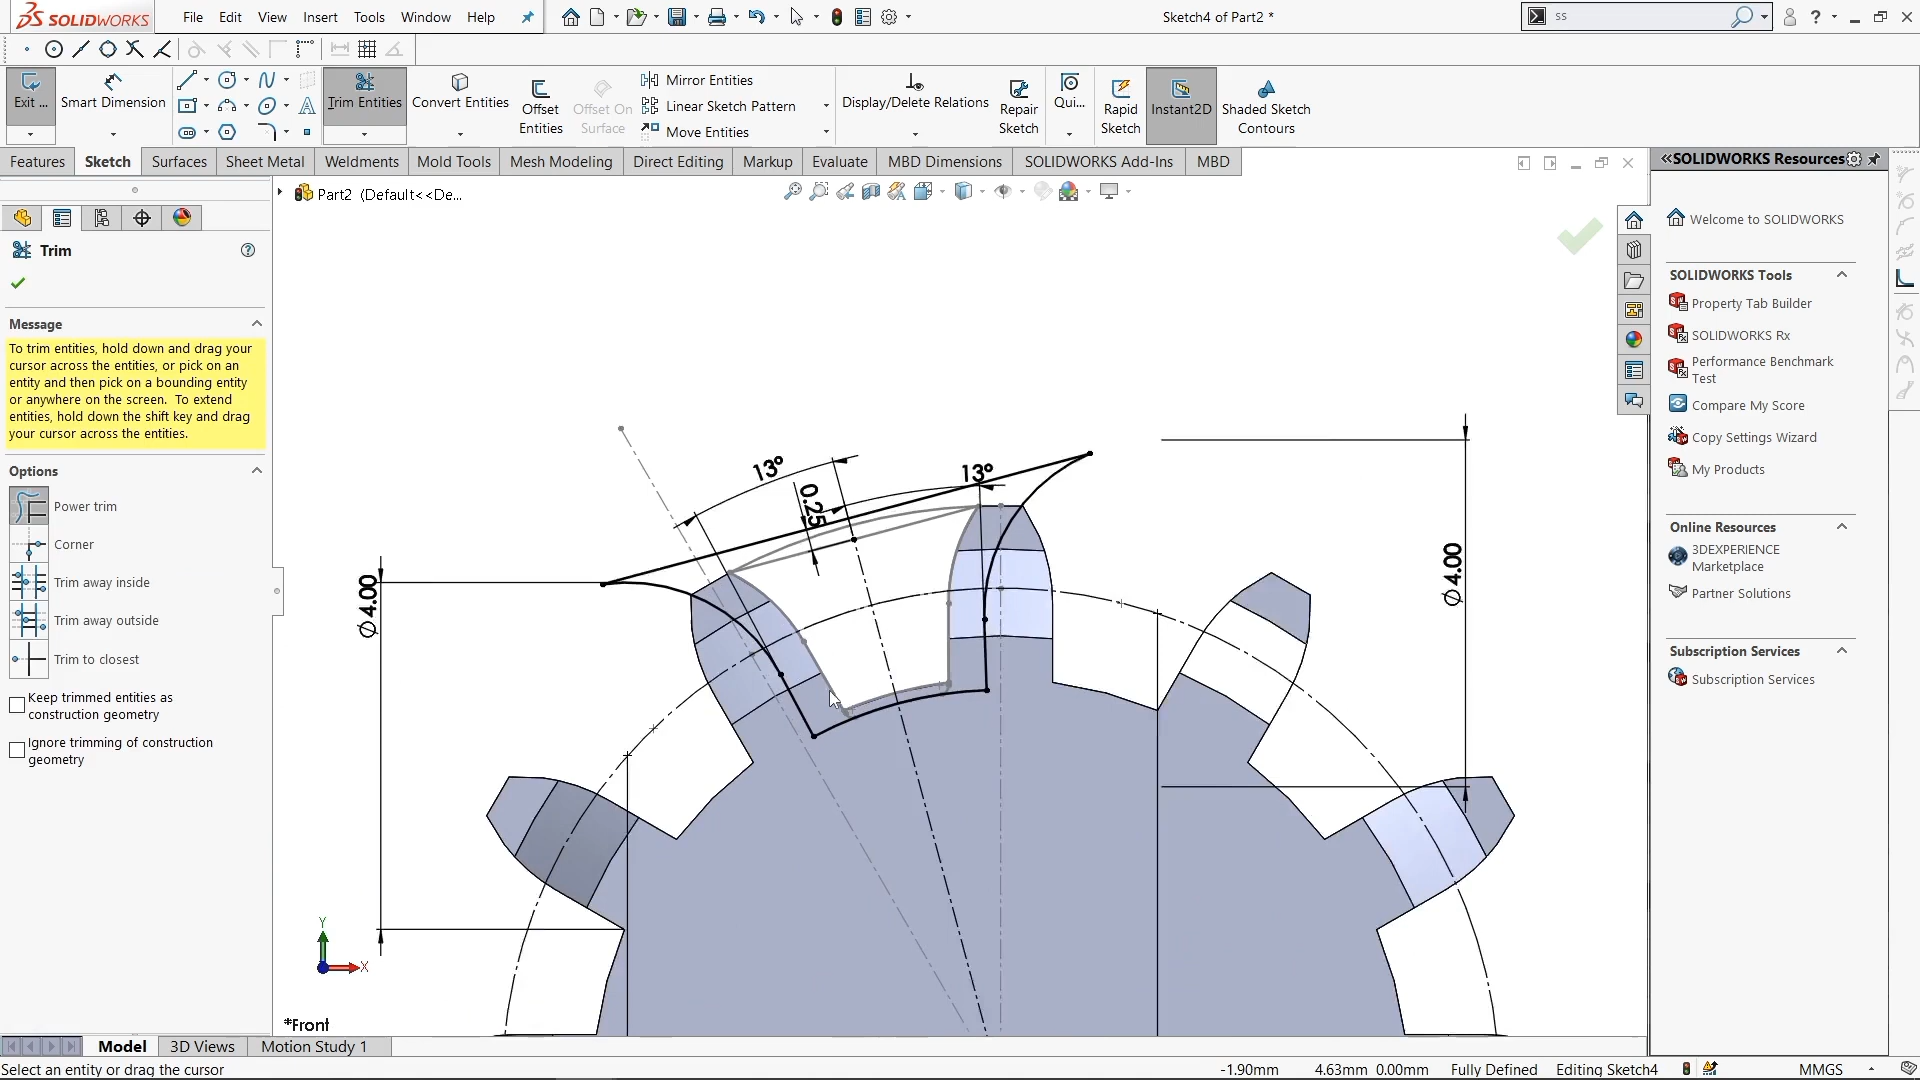 SOLIDWORKS
File Edit View Insert Tools Window Help
Sketch4 of Part2 *
ss
Exit ...
Smart Dimension
Trim Entities
Convert Entities
Offset Entities
Offset On Surface
Mirror Entities
Linear Sketch Pattern
Move Entities
Display/Delete Relations
Repair Sketch
Qui...
Rapid Sketch
Instant2D
Shaded Sketch Contours
Features Sketch Surfaces Sheet Metal Weldments Mold Tools Mesh Modeling Direct Editing Markup Evaluate MBD Dimensions SOLIDWORKS Add-Ins MBD
Part2 (Default<<De...
Trim
Message
To trim entities, hold down and drag your
cursor across the entities, or pick on an
entity and then pick on a bounding entity
or anywhere on the screen. To extend
entities, hold down the shift key and drag
your cursor across the entities.
Options
Power trim
Corner
Trim away inside
Trim away outside
Trim to closest
Keep trimmed entities as
construction geometry
Ignore trimming of construction
geometry
13°
13°
0.25
Ø 4.00
Ø 4.00
Y
X
*Front
SOLIDWORKS Resources
Welcome to SOLIDWORKS
SOLIDWORKS Tools
Property Tab Builder
SOLIDWORKS Rx
Performance Benchmark
Test
Compare My Score
Copy Settings Wizard
My Products
Online Resources
3DEXPERIENCE
Marketplace
Partner Solutions
Subscription Services
Subscription Services
Model 3D Views Motion Study 1
Select an entity or drag the cursor
-1.90mm 4.63mm 0.00mm Fully Defined Editing Sketch4 MMGS